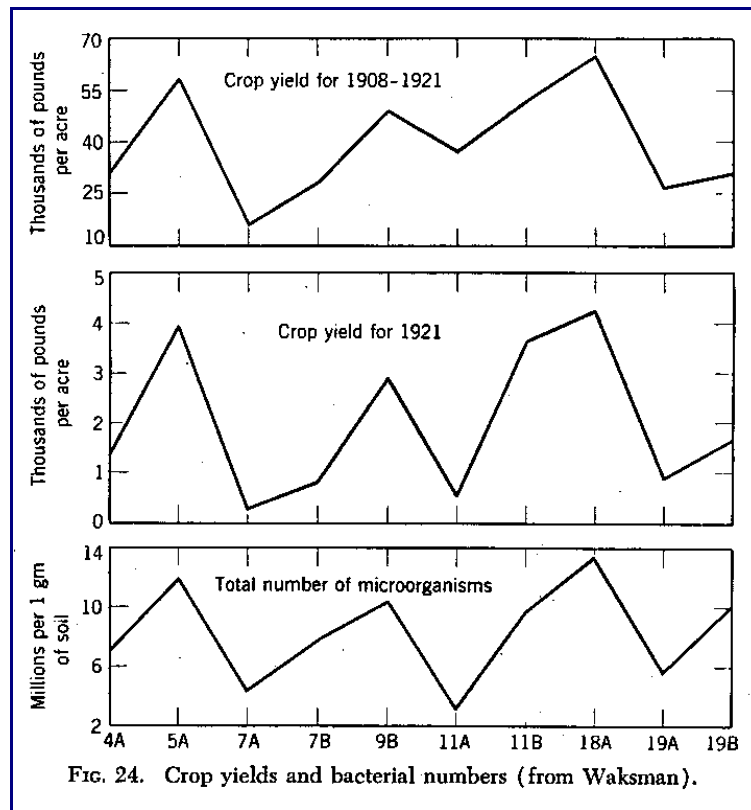 70
55
40
25
10
Thousands of pounds
per acre
Crop yield for 1908–1921
5
4
3
2
1
0
Thousands of pounds
per acre
Crop yield for 1921
14
10
6
2
Millions per 1 gm
of soil
Total number of microorganisms
4A 5A 7A 7B 9B 11A 11B 18A 19A 19B
FIG. 24. Crop yields and bacterial numbers (from Waksman).